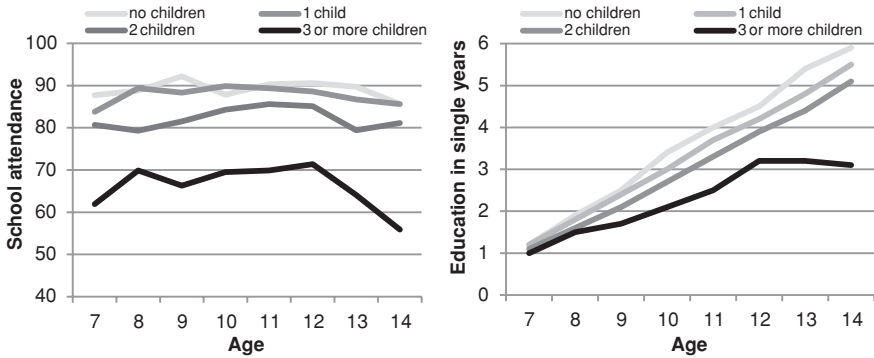 no children 1 child
2 children 3 or more children
100
90
80
70
60
50
40
School attendance
7 8 9 10 11 12 13 14
Age
no children 1 child
2 children 3 or more children
6
5
4
3
2
1
0
Education in single years
7 8 9 10 11 12 13 14
Age